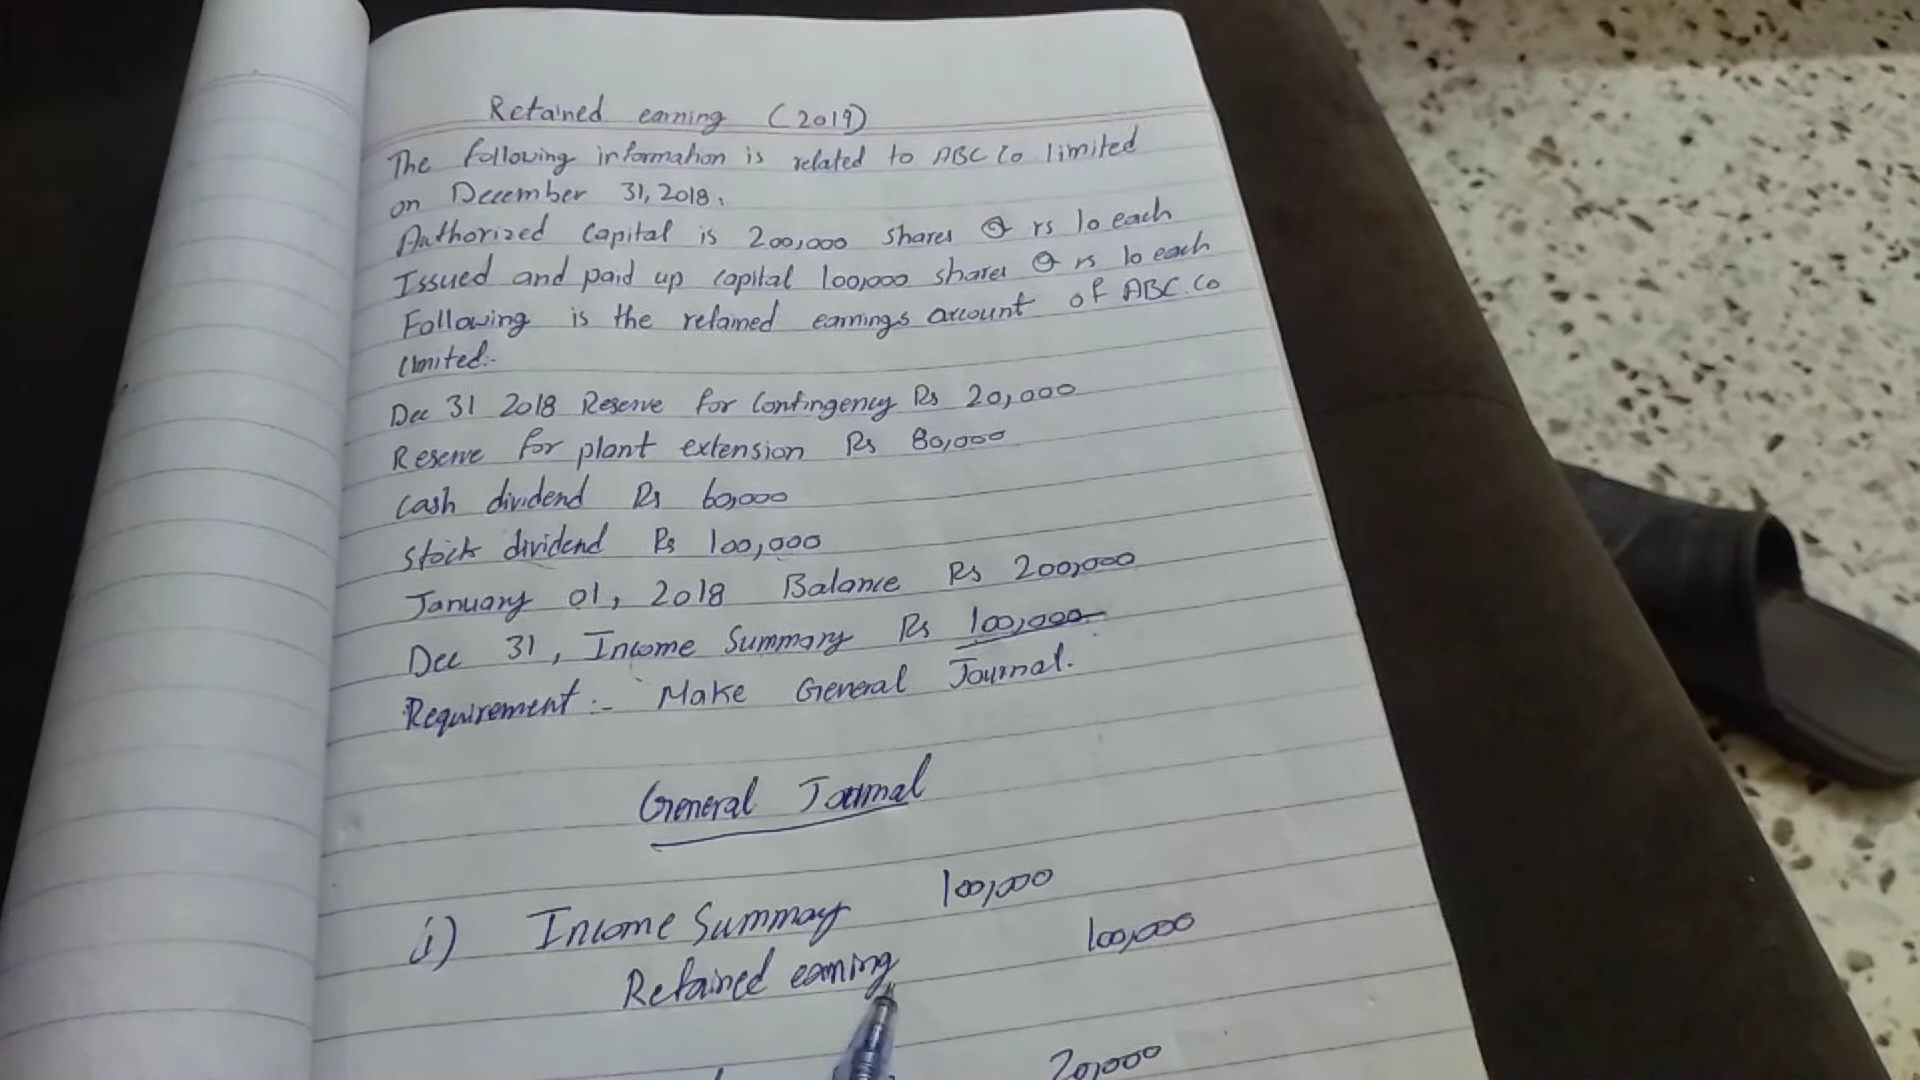 Retained earning (2019)
The following information is related to ABC Co limited
on December 31, 2018.
Authorized Capital is 200,000 shares @ rs 10 each
Issued and paid up capital 100,000 shares @ rs 10 each
Following is the retained earnings account of ABC. Co
limited:-
Dec 31 2018 Reserve for Contingency Rs 20,000
Reserve for plant extension Rs 80,000
Cash dividend Rs 60,000
Stock dividend Rs 100,000
January 01, 2018 Balance Rs 200,000
Dec 31, Income Summary Rs 100,000
Requirement:- Make General Journal.
General Journal
i) Income Summary 100,000
Retained earning 100,000
20,000